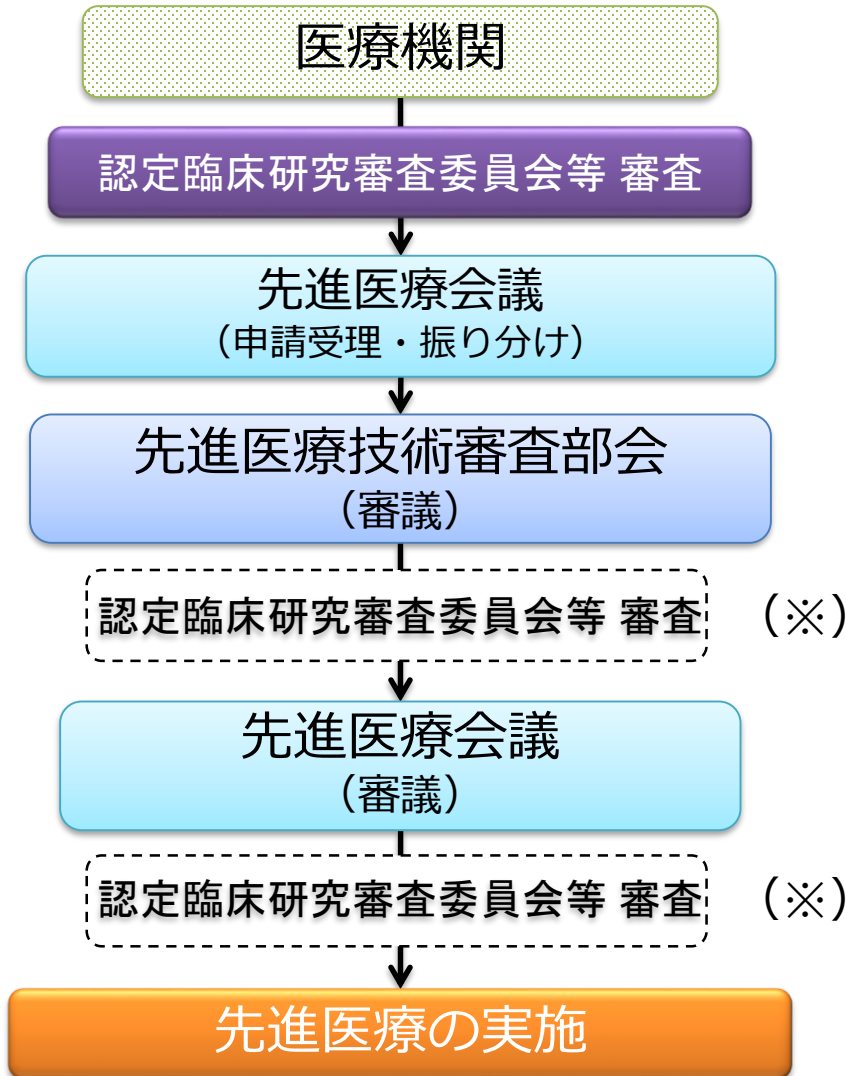 医療機関
認定臨床研究審査委員会等 審査
先進医療会議
（申請受理・振り分け）
先進医療技術審査部会
（審議）
認定臨床研究審査委員会等 審査 （※）
先進医療会議
（審議）
認定臨床研究審査委員会等 審査 （※）
先進医療の実施